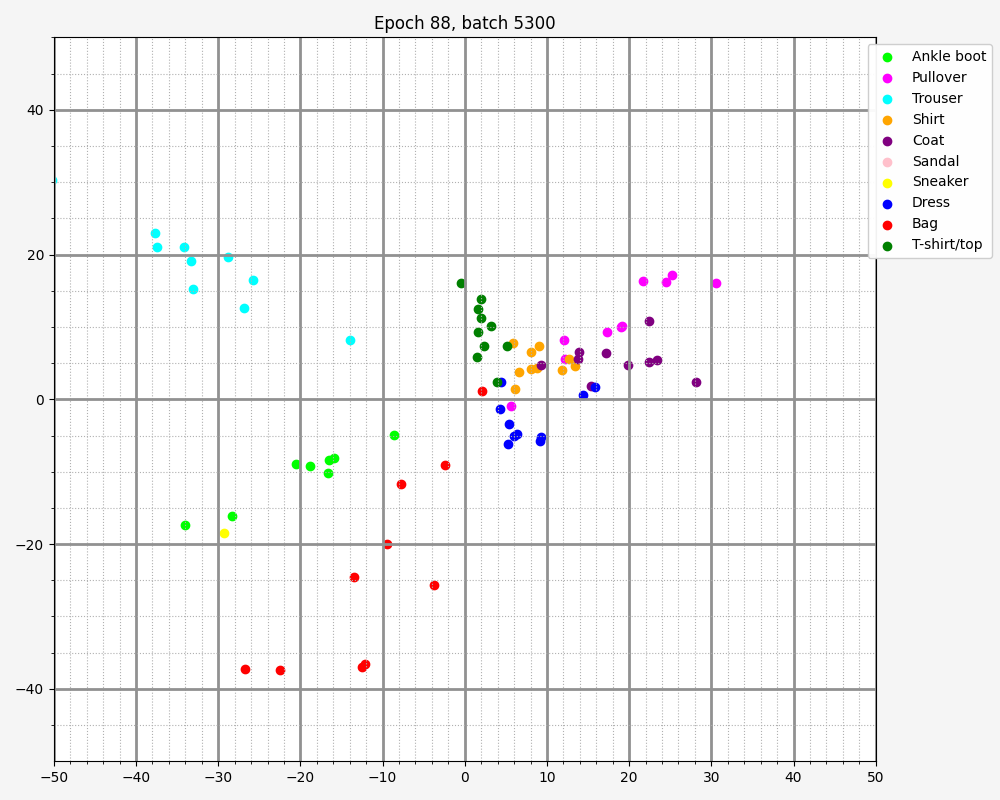 Epoch 88, batch 5300
Ankle boot
Pullover
Trouser
Shirt
Coat
Sandal
Sneaker
Dress
Bag
T-shirt/top
40
20
0
−20
−40
−50 −40 −30 −20 −10 0 10 20 30 40 50